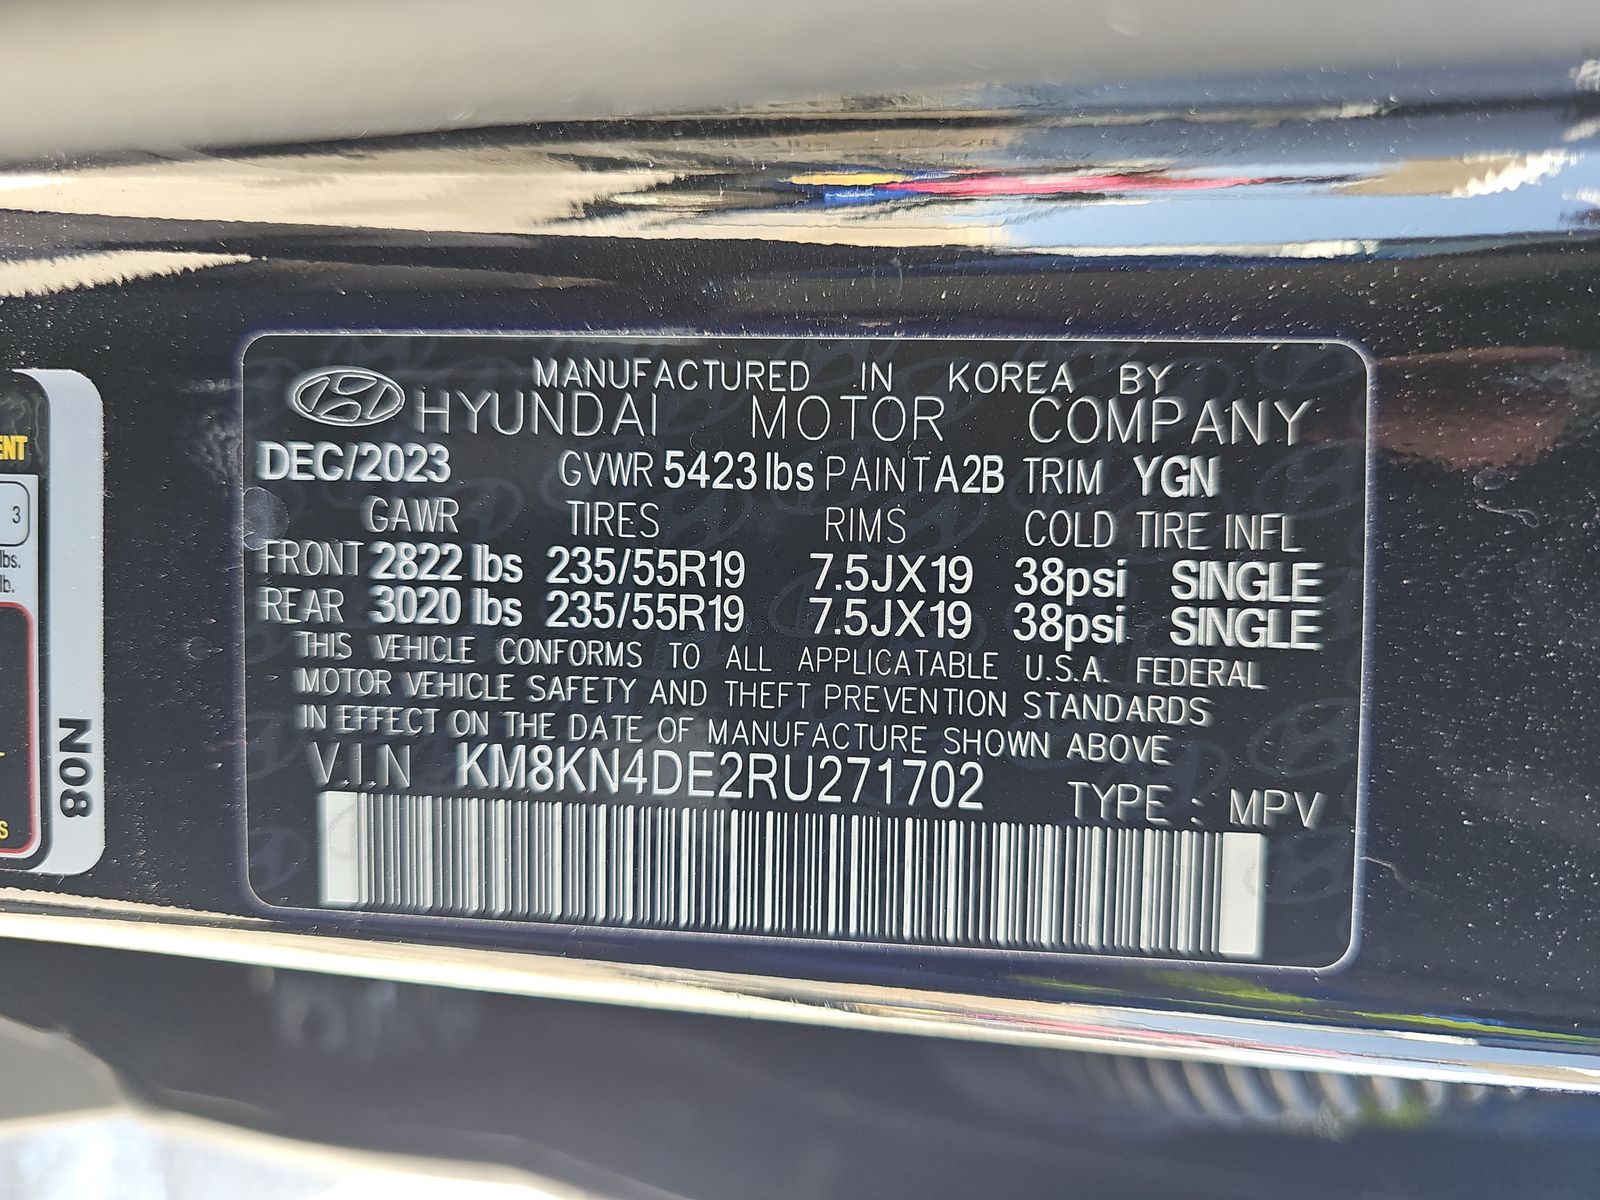 MANUFACTURED IN KOREA BY
HYUNDAI MOTOR COMPANY
DEC/2023 GVWR 5423 lbs PAINT A2B TRIM YGN
GAWR TIRES RIMS COLD TIRE INFL
FRONT 2822 lbs 235/55R19 7.5JX19 38psi SINGLE
REAR 3020 lbs 235/55R19 7.5JX19 38psi SINGLE
THIS VEHICLE CONFORMS TO ALL APPLICATABLE U.S.A. FEDERAL
MOTOR VEHICLE SAFETY AND THEFT PREVENTION STANDARDS
IN EFFECT ON THE DATE OF MANUFACTURE SHOWN ABOVE
V.I.N KM8KN4DE2RU271702
TYPE : MPV
3
lb.
N08